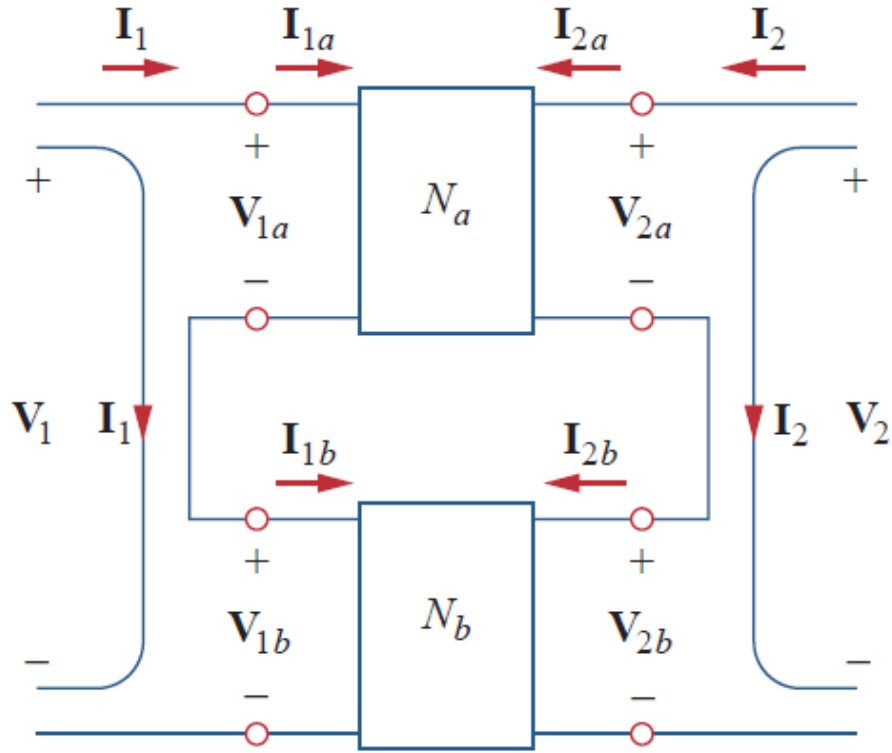 I1 I1a I2a I2
+ + + +
V1a Na V2a
− −
V1 I1 I2 V2
I1b I2b
+ +
V1b Nb V2b
− − − −